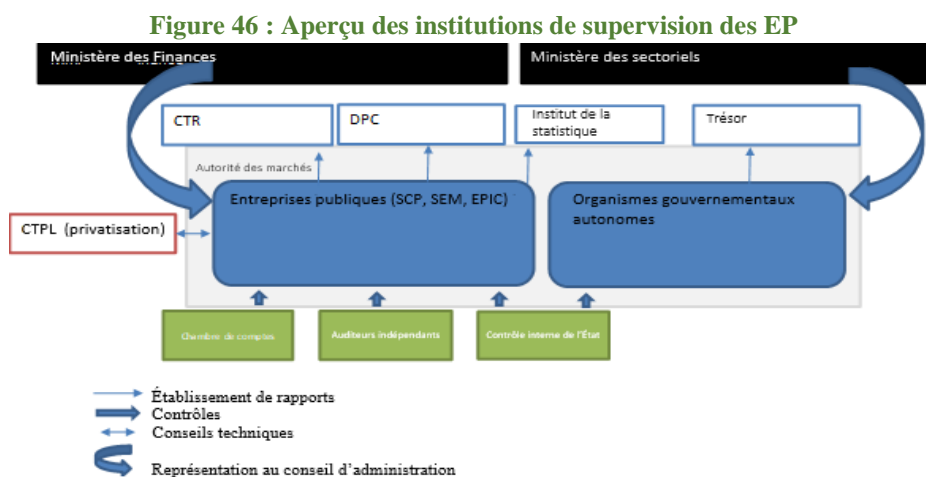 Figure 46 : Aperçu des institutions de supervision des EP
Ministère des Finances
Ministère des sectoriels
CTR
DPC
Institut de la
statistique
Trésor
Autorité des marchés
Entreprises publiques (SCP, SEM, EPIC)
Organismes gouvernementaux
autonomes
CTPL (privatisation)
Chambre de comptes
Auditeurs indépendants
Contrôle interne de l'État
Établissement de rapports
Contrôles
Conseils techniques
Représentation au conseil d'administration